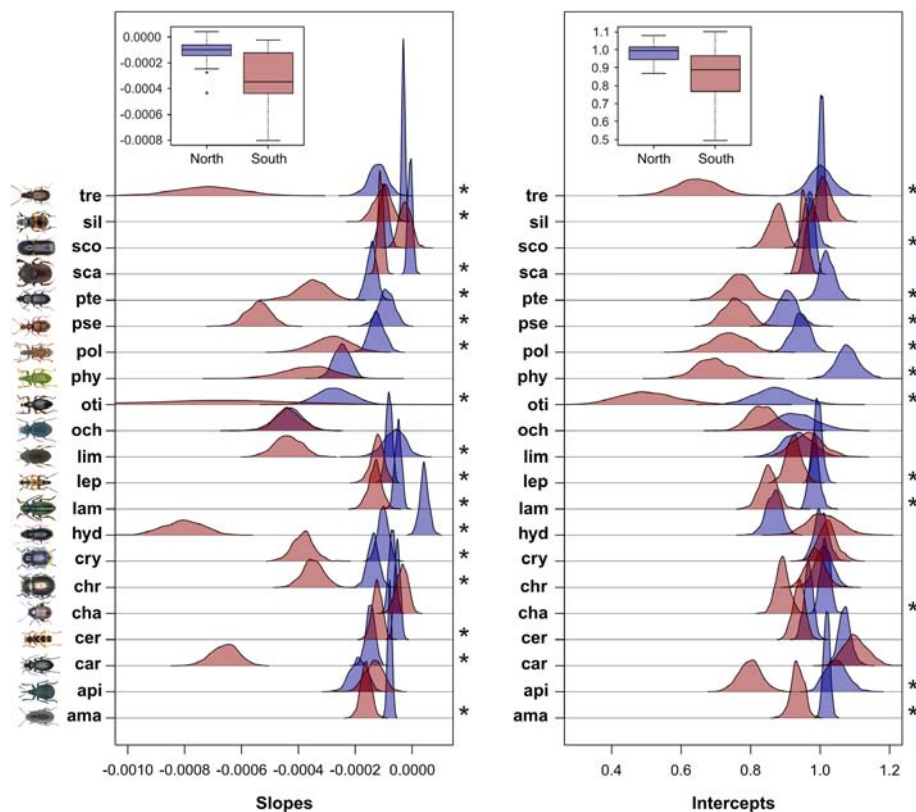 0.0000
-0.0002
-0.0004
-0.0006
-0.0008
North South
tre *
sil *
sco
sca *
pte *
pse *
pol *
phy
oti *
och
lim *
lep *
lam *
hyd *
cry *
chr *
cha
cer *
car *
api
ama
-0.0010 -0.0008 -0.0006 -0.0004 -0.0002 0.0000
Slopes
1.1
1.0
0.9
0.8
0.7
0.6
0.5
North South
tre *
sil
sco *
sca
pte *
pse *
pol *
phy *
oti *
och
lim
lep *
lam *
hyd
cry
chr
cha *
cer
car
api *
ama *
0.4 0.6 0.8 1.0 1.2
Intercepts